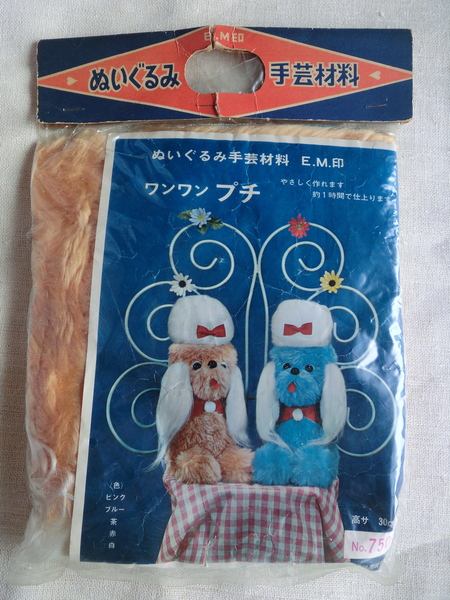 E.M印
ぬいぐるみ 手芸材料
ぬいぐるみ手芸材料 E.M.印
ワンワン プチ
やさしく作れます
約1時間で仕上りま
(色)
ピンク
ブルー
茶
赤
白
高サ 30c
No.75